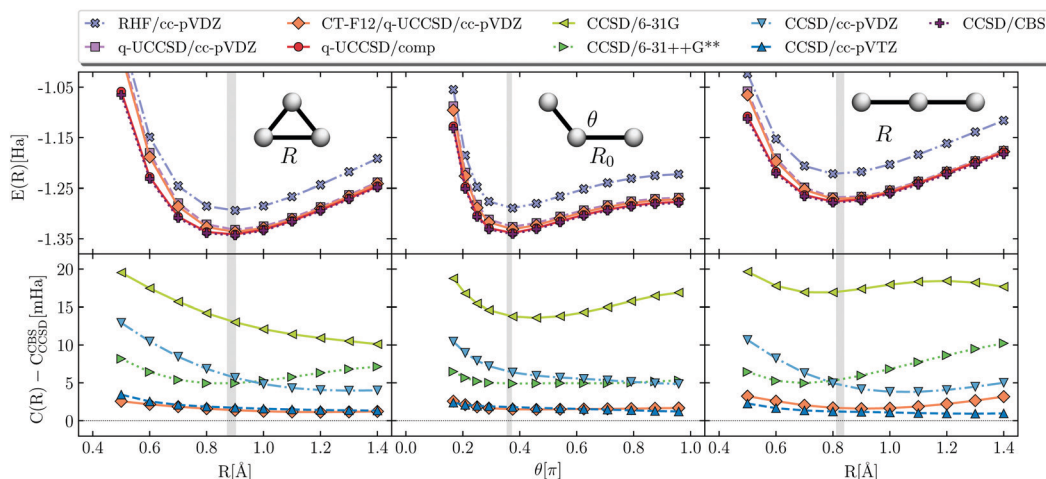 RHF/cc-pVDZ CT-F12/q-UCCSD/cc-pVDZ CCSD/6-31G CCSD/cc-pVDZ CCSD/CBS
q-UCCSD/cc-pVDZ q-UCCSD/comp CCSD/6-31++G** CCSD/cc-pVTZ
E(R)[Ha]
-1.05
-1.15
-1.25
-1.35
R
θ
R₀
R
C(R) − C^CBS_CCSD [mHa]
20
15
10
5
0
0.4 0.6 0.8 1.0 1.2 1.4 0.0 0.2 0.4 0.6 0.8 1.0 0.4 0.6 0.8 1.0 1.2 1.4
R[Å] θ[π] R[Å]